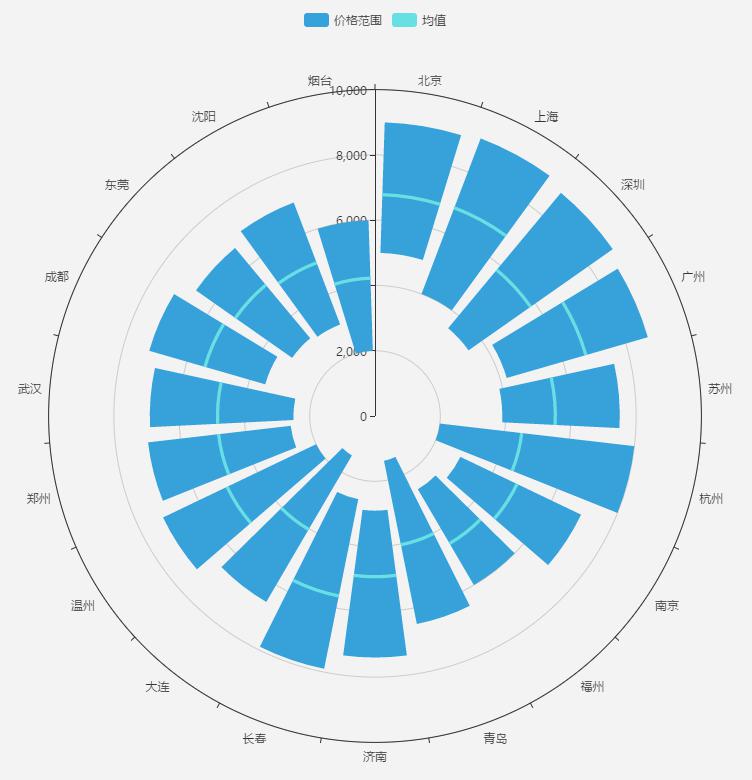 价格范围
均值
10,000
8,000
6,000
2,000
0
北京
上海
深圳
广州
苏州
杭州
南京
福州
青岛
济南
长春
大连
温州
郑州
武汉
成都
东莞
沈阳
烟台